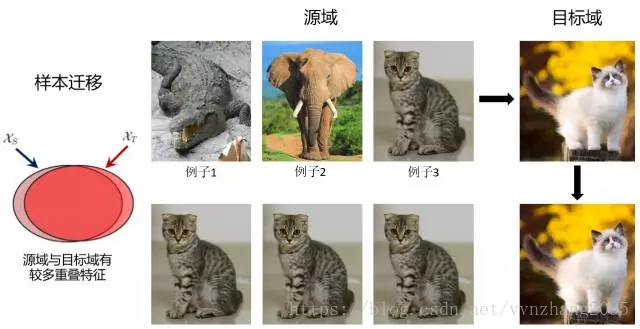 源域
目标域
样本迁移
𝒳S
𝒳T
例子1
例子2
例子3
源域与目标域有
较多重叠特征
https://blog.csdn.net/vvnzhang2095